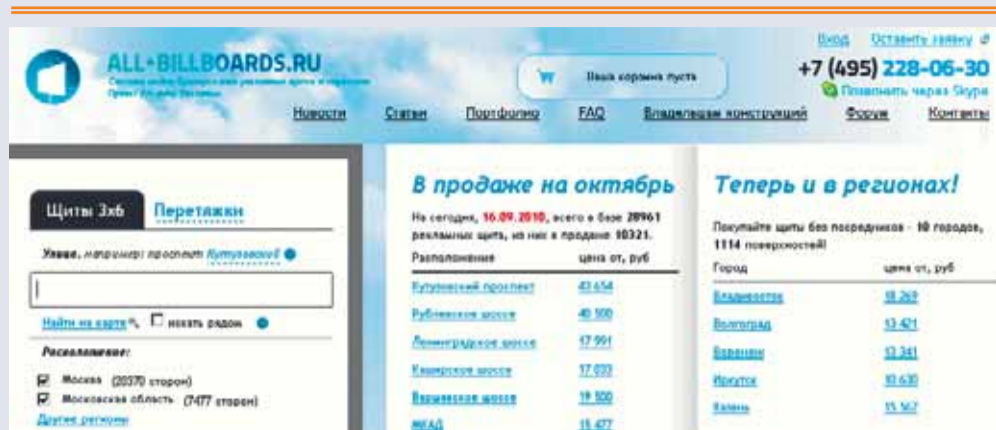 ALL•BILLBOARDS.RU
Ваша корзина пуста
Вход Оставить заявку
+7 (495) 228-06-30
Позвонить через Skype
Новости Статьи Портфолио FAQ Владельцам конструкций Форум Контакты
Щиты 3х6 Перетяжки
Улица, например: проспект Кутузовский
Найти на карте искать рядом
Расположение:
Москва (20370 сторон)
Московская область (7477 сторон)
Другие регионы
В продаже на октябрь
На сегодня, 16.09.2010, всего в базе 28961
рекламных щита, из них в продаже 10321.
Расположение цена от, руб
Кутузовский проспект 43 654
Рублевское шоссе 40 500
Ленинградское шоссе 17 991
Каширское шоссе 17 033
Варшавское шоссе 19 500
МКАД 15 477
Теперь и в регионах!
Покупайте щиты без посредников - 10 городов,
1114 поверхностей!
Город цена от, руб
Владивосток 18 269
Волгоград 13 421
Воронеж 13 341
Иркутск 10 630
Казань 15 567